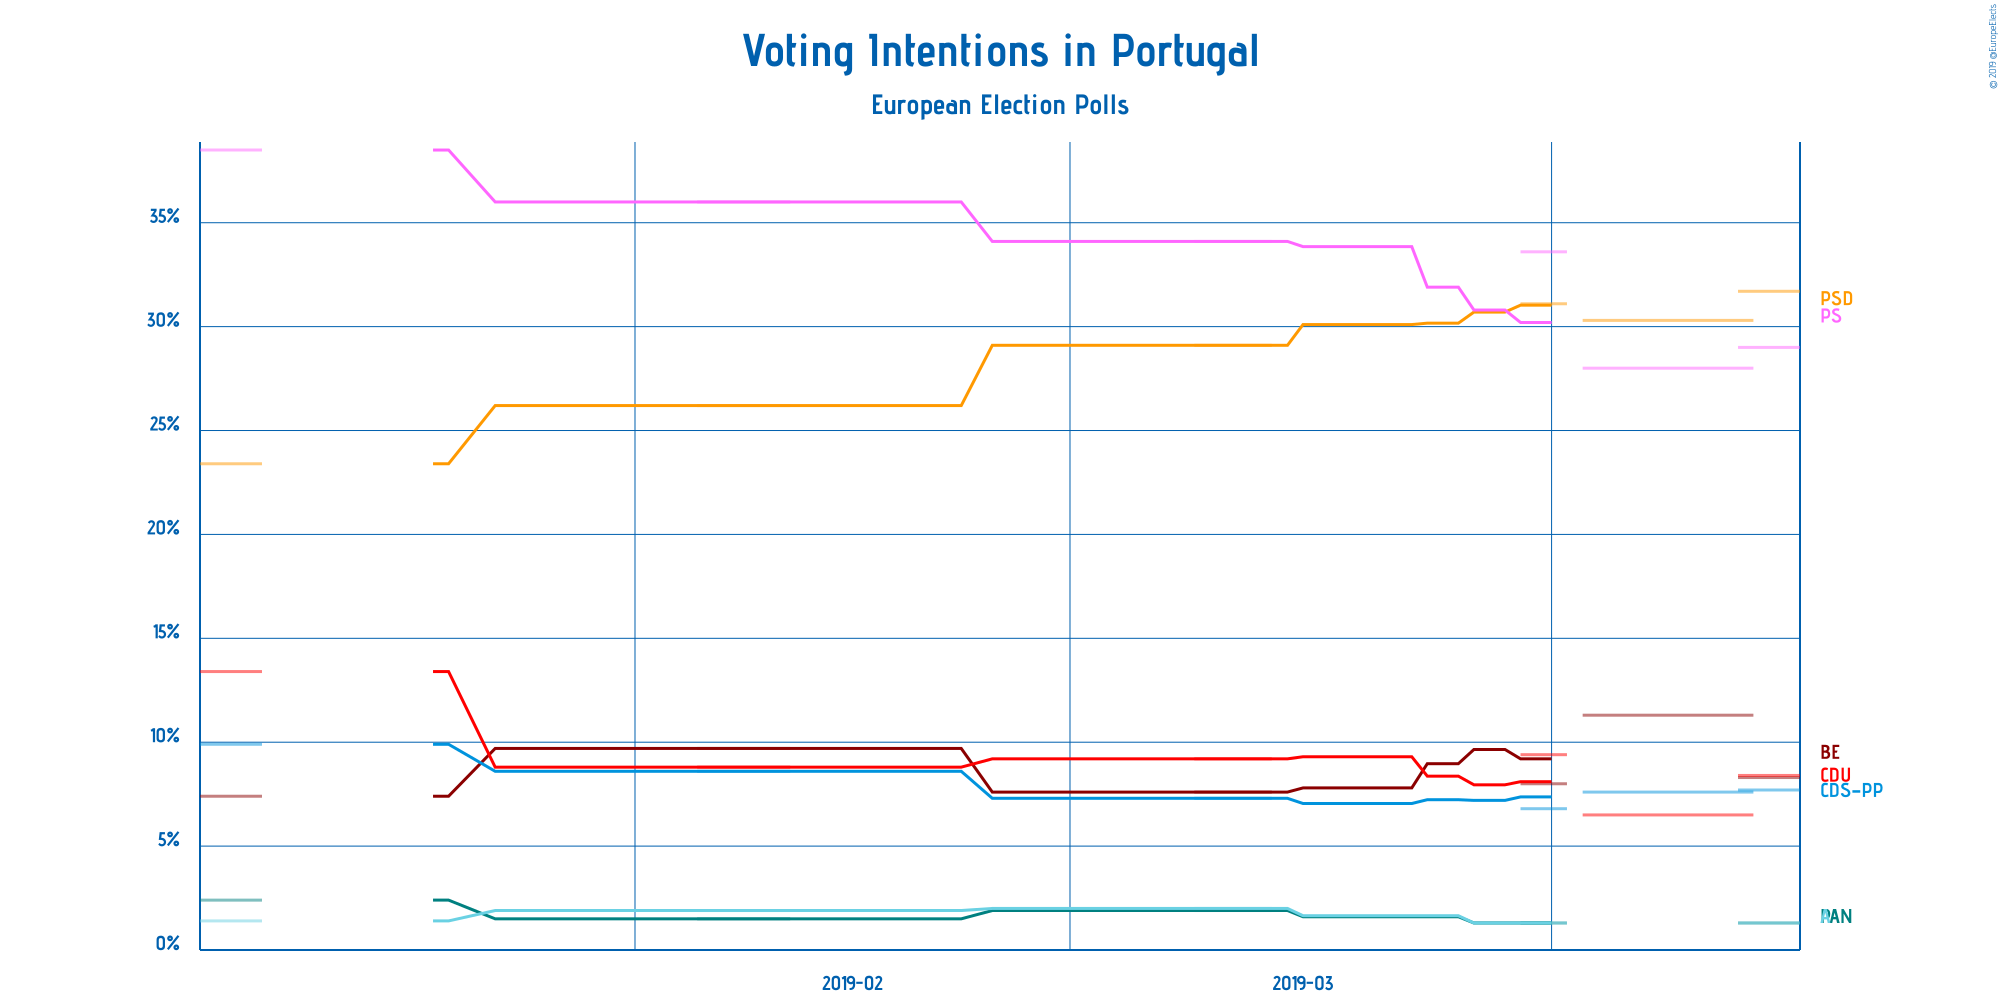 Voting Intentions in Portugal
European Election Polls
© 2019 @EuropeElects
35%
30%
25%
20%
15%
10%
5%
0%
PSD
PS
BE
CDU
CDS-PP
PAN
2019-02
2019-03